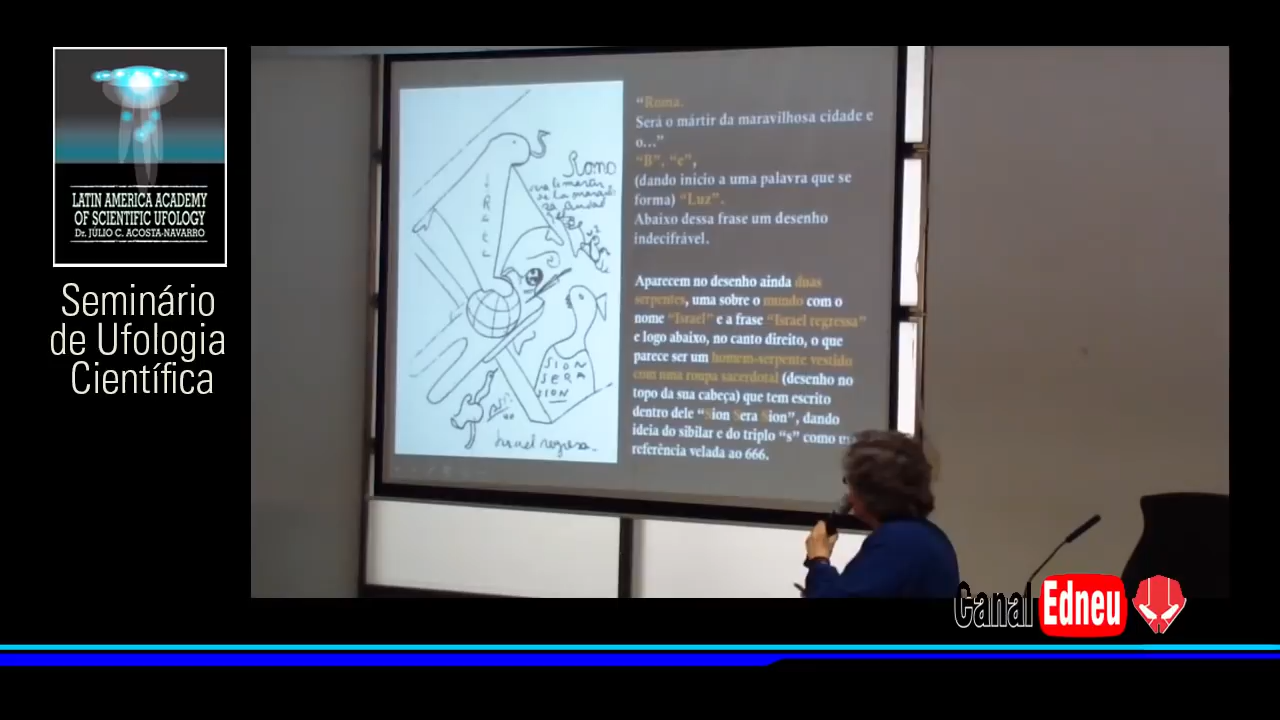 LATIN AMERICA ACADEMY
OF SCIENTIFIC UFOLOGY
Dr. JÚLIO C. ACOSTA-NAVARRO
Seminário
de Ufologia
Científica
Roma
SION
SERA
SION
Israel regresa.
“Roma.
Será o mártir da maravilhosa cidade e
o...”
“B”, “e”,
(dando inicio a uma palavra que se
forma) “Luz”.
Abaixo dessa frase um desenho
indecifrável.
Aparecem no desenho ainda duas
serpentes, uma sobre o mundo com o
nome “Israel” e a frase “Israel regressa”
e logo abaixo, no canto direito, o que
parece ser um homem-serpente vestido
com uma roupa sacerdotal (desenho no
topo da sua cabeça) que tem escrito
dentro dele “Sion Sera Sion”, dando
ideia do sibilar e do triplo “s” como
referência velada ao 666.
Canal Edneu